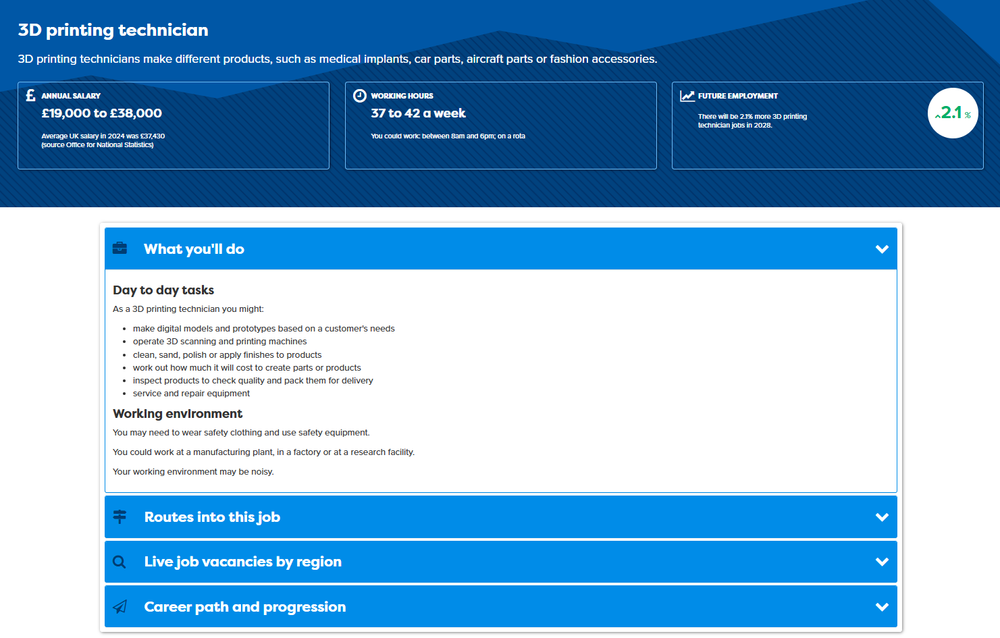 3D printing technician
3D printing technicians make different products, such as medical implants, car parts, aircraft parts or fashion accessories.
£ ANNUAL SALARY
£19,000 to £38,000
Average UK salary in 2024 was £37,430
(source Office for National Statistics)
WORKING HOURS
37 to 42 a week
You could work: between 8am and 6pm; on a rota
FUTURE EMPLOYMENT
There will be 2.1% more 3D printing
technician jobs in 2028.
2.1 %
What you'll do
Day to day tasks
As a 3D printing technician you might:
• make digital models and prototypes based on a customer's needs
• operate 3D scanning and printing machines
• clean, sand, polish or apply finishes to products
• work out how much it will cost to create parts or products
• inspect products to check quality and pack them for delivery
• service and repair equipment
Working environment
You may need to wear safety clothing and use safety equipment.
You could work at a manufacturing plant, in a factory or at a research facility.
Your working environment may be noisy.
Routes into this job
Live job vacancies by region
Career path and progression